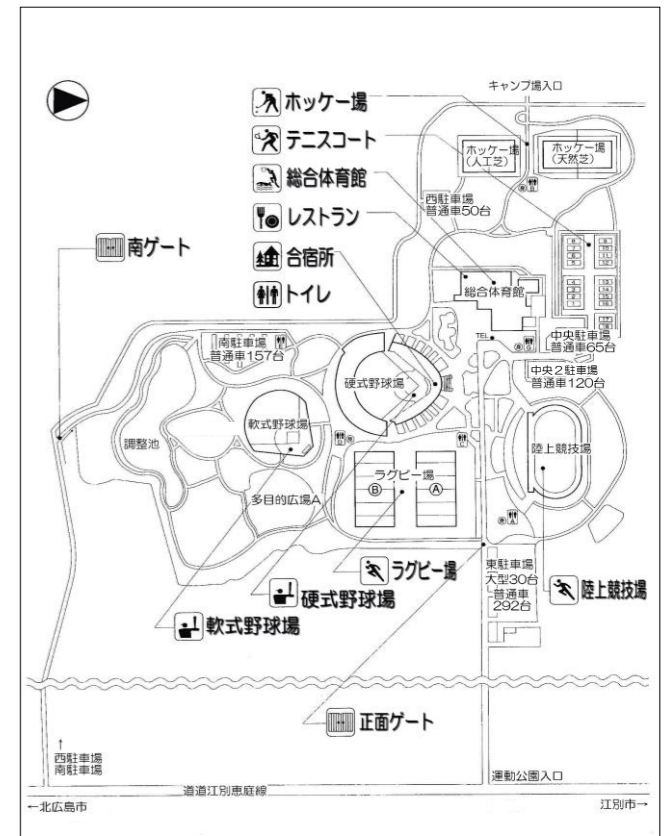 キャンプ場入口
ホッケー場
テニスコート
総合体育館
レストラン
合宿所
トイレ
ホッケー場
(人工芝)
ホッケー場
(天然芝)
西駐車場
普通車50台
南ゲート
総合体育館
TEL
中央駐車場
普通車65台
中央2駐車場
普通車120台
南駐車場
普通車157台
硬式野球場
軟式野球場
調整池
陸上競技場
ラグビー場
B
A
多目的広場A
ラグビー場
東駐車場
大型30台
普通車
292台
陸上競技場
硬式野球場
軟式野球場
正面ゲート
↑
西駐車場
南駐車場
運動公園入口
道道江別恵庭線
←北広島市
江別市→